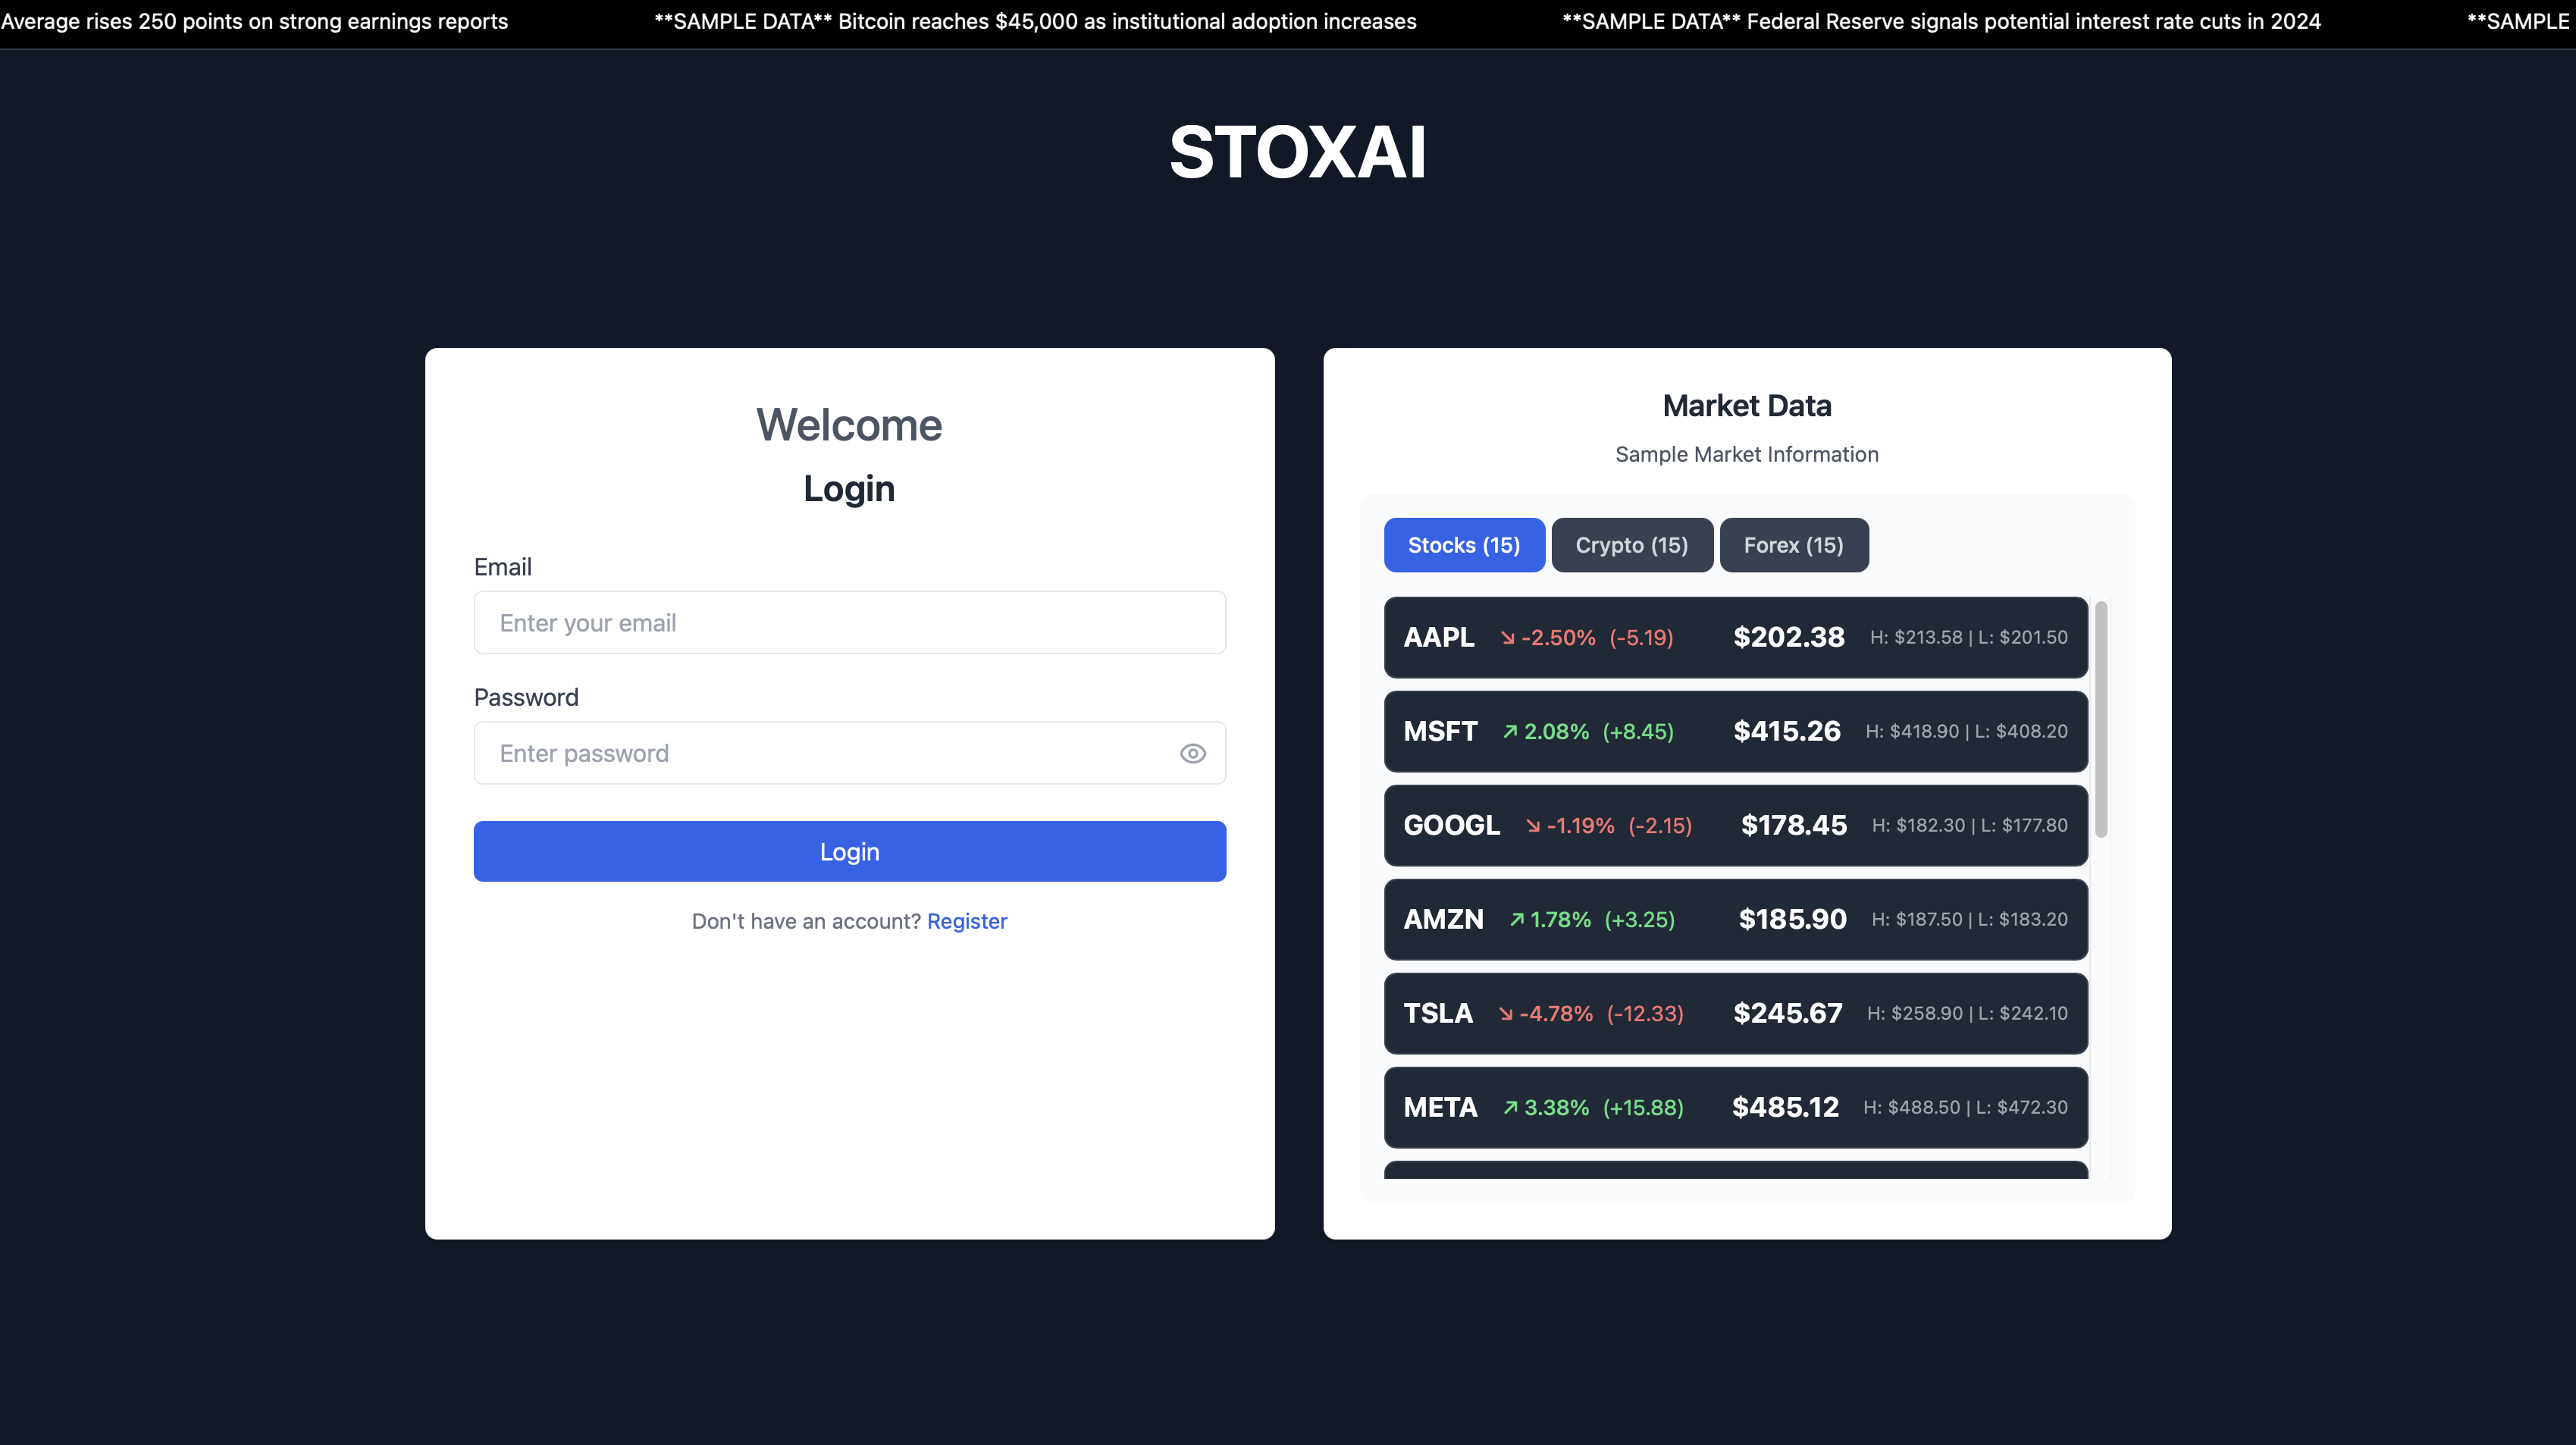 Average rises 250 points on strong earnings reports **SAMPLE DATA** Bitcoin reaches $45,000 as institutional adoption increases **SAMPLE DATA** Federal Reserve signals potential interest rate cuts in 2024 **SAMPLE
STOXAI
Welcome
Login
Email
Enter your email
Password
Enter password
Login
Don't have an account? Register
Market Data
Sample Market Information
Stocks (15) Crypto (15) Forex (15)
AAPL ↘ -2.50% (-5.19) $202.38 H: $213.58 | L: $201.50
MSFT ↗ 2.08% (+8.45) $415.26 H: $418.90 | L: $408.20
GOOGL ↘ -1.19% (-2.15) $178.45 H: $182.30 | L: $177.80
AMZN ↗ 1.78% (+3.25) $185.90 H: $187.50 | L: $183.20
TSLA ↘ -4.78% (-12.33) $245.67 H: $258.90 | L: $242.10
META ↗ 3.38% (+15.88) $485.12 H: $488.50 | L: $472.30